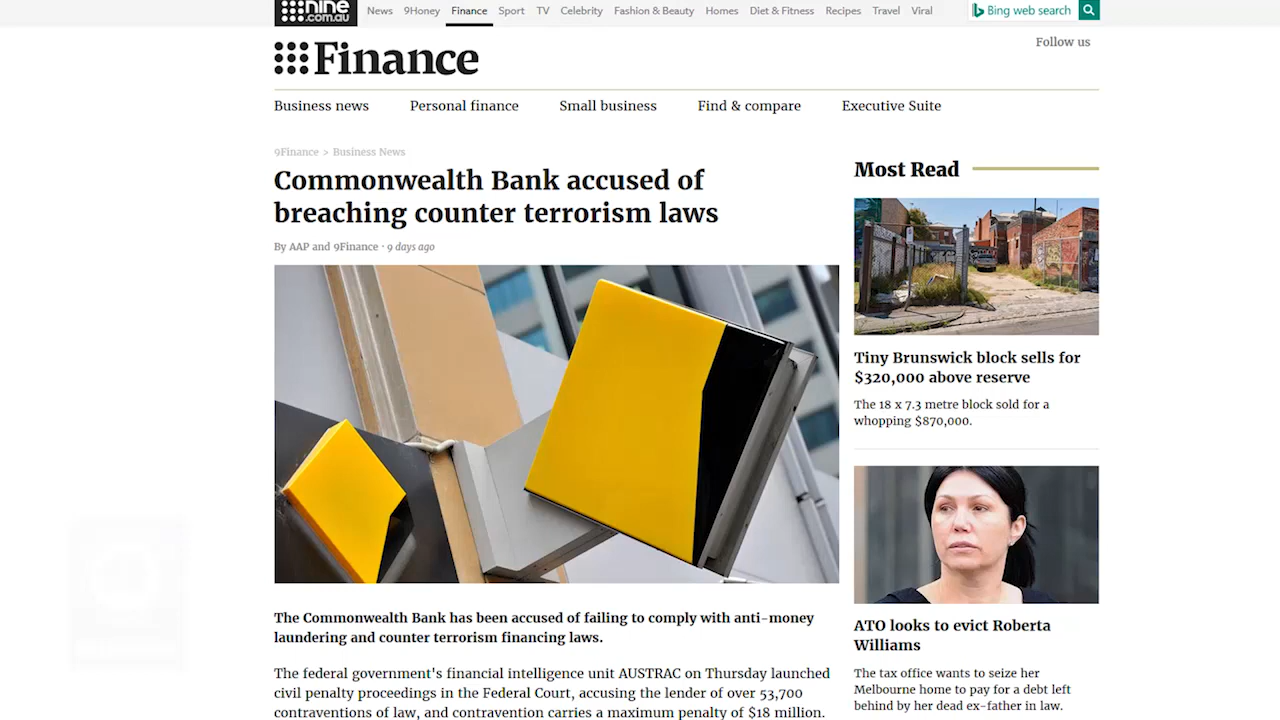 nine
.com.au
News 9Honey Finance Sport TV Celebrity Fashion & Beauty Homes Diet & Fitness Recipes Travel Viral
Bing web search
Follow us
Finance
Business news Personal finance Small business Find & compare Executive Suite
9Finance > Business News
Commonwealth Bank accused of
breaching counter terrorism laws
By AAP and 9Finance · 9 days ago
The Commonwealth Bank has been accused of failing to comply with anti-money
laundering and counter terrorism financing laws.
The federal government's financial intelligence unit AUSTRAC on Thursday launched
civil penalty proceedings in the Federal Court, accusing the lender of over 53,700
contraventions of law, and contravention carries a maximum penalty of $18 million.
Most Read
Tiny Brunswick block sells for
$320,000 above reserve
The 18 x 7.3 metre block sold for a
whopping $870,000.
ATO looks to evict Roberta
Williams
The tax office wants to seize her
Melbourne home to pay for a debt left
behind by her dead ex-father in law.